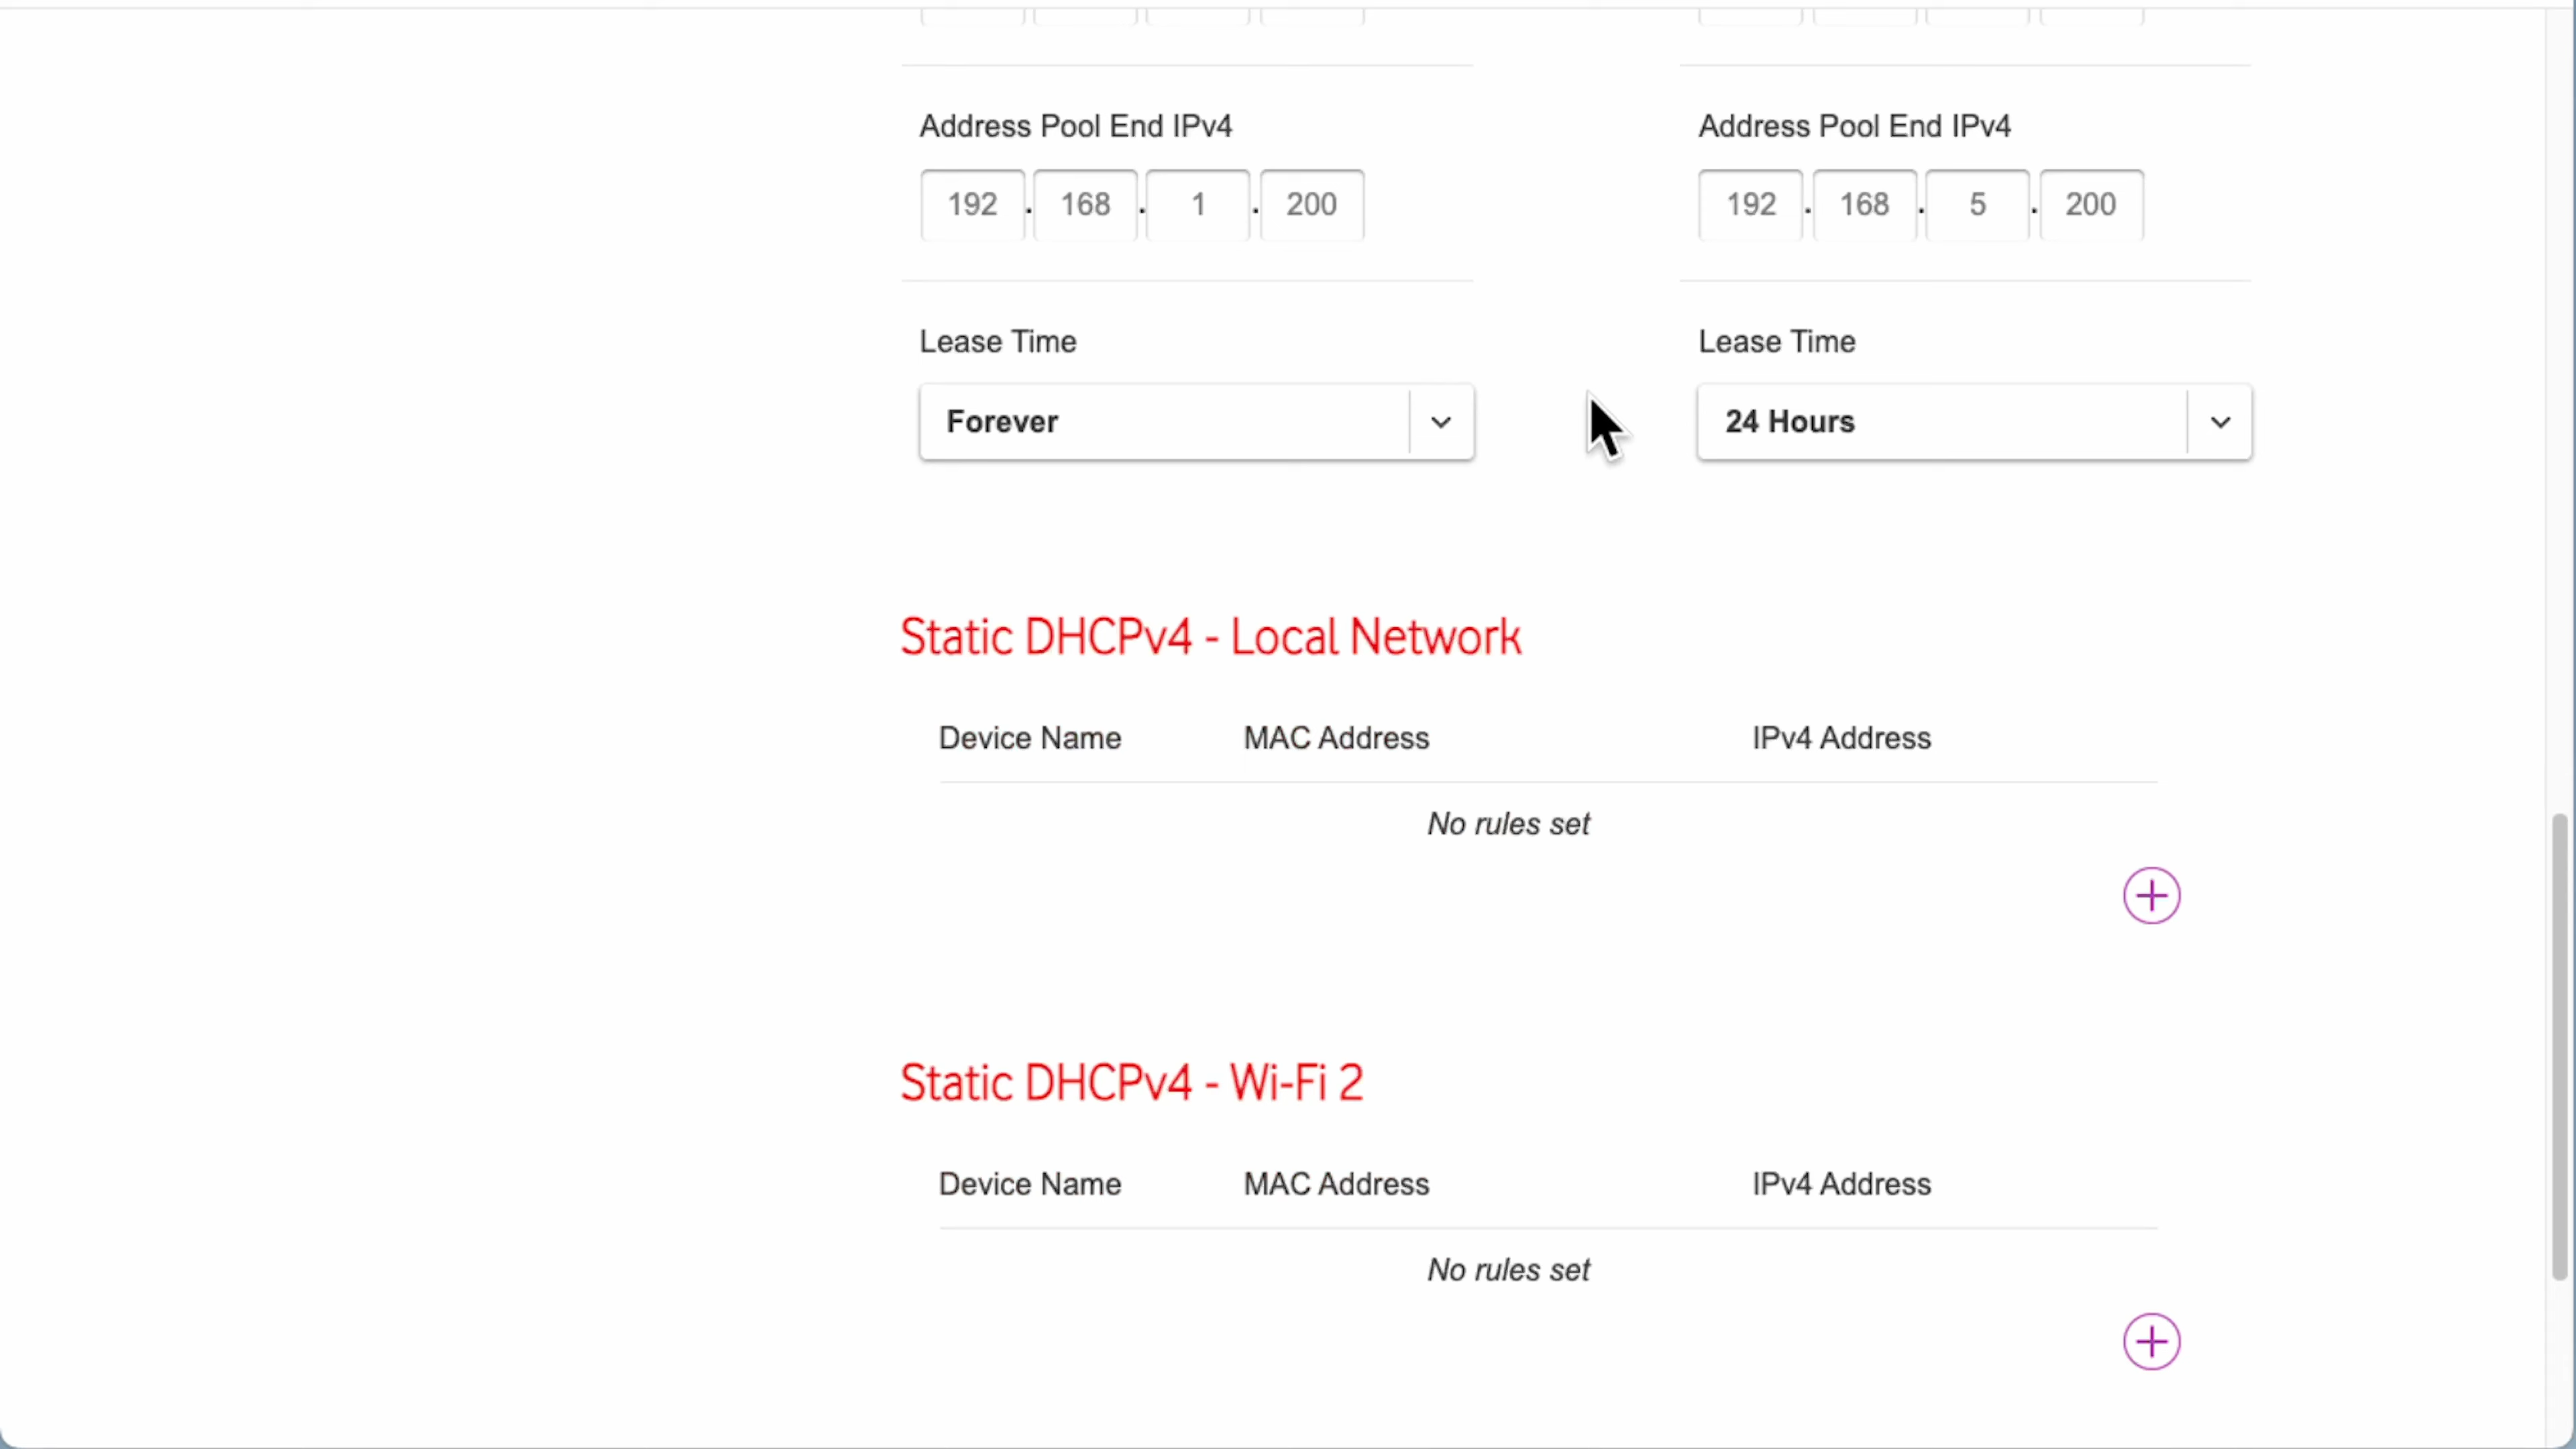 Address Pool End IPv4 Address Pool End IPv4
192 . 168 . 1 . 200 192 . 168 . 5 . 200
Lease Time Lease Time
Forever 24 Hours
Static DHCPv4 - Local Network
Device Name MAC Address IPv4 Address
No rules set
Static DHCPv4 - Wi-Fi 2
Device Name MAC Address IPv4 Address
No rules set